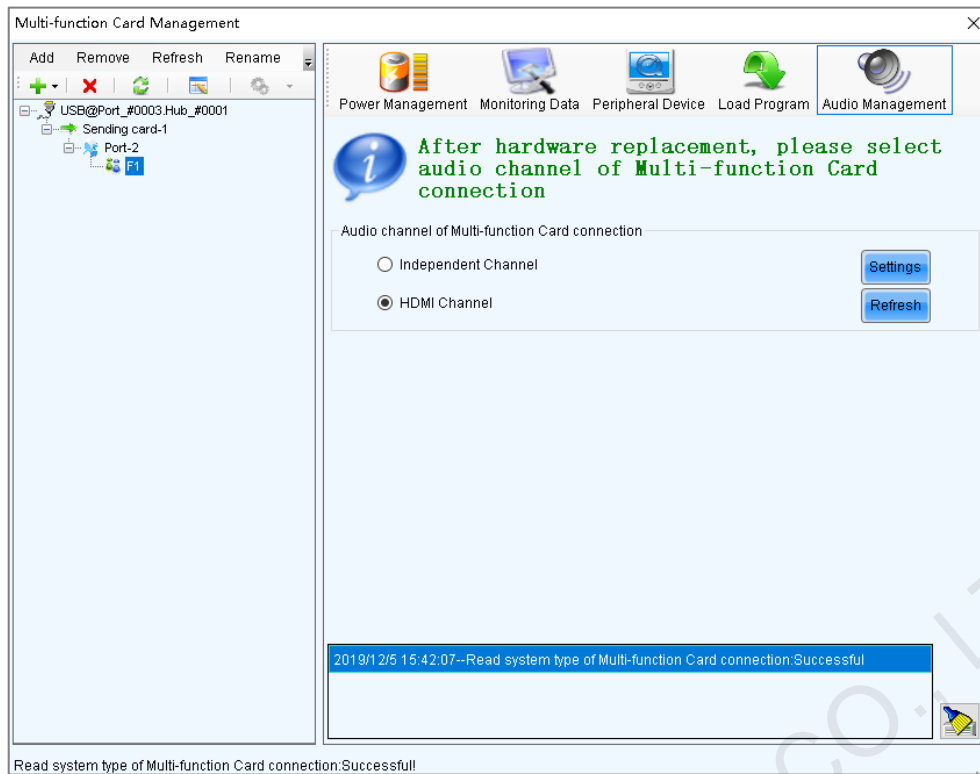 Multi-function Card Management
Add Remove Refresh Rename
USB@Port_#0003.Hub_#0001
Sending card-1
Port-2
F1
Power Management Monitoring Data Peripheral Device Load Program Audio Management
After hardware replacement, please select
audio channel of Multi-function Card
connection
Audio channel of Multi-function Card connection
Independent Channel
Settings
HDMI Channel
Refresh
2019/12/5 15:42:07--Read system type of Multi-function Card connection:Successful
CO., L
Read system type of Multi-function Card connection:Successful!